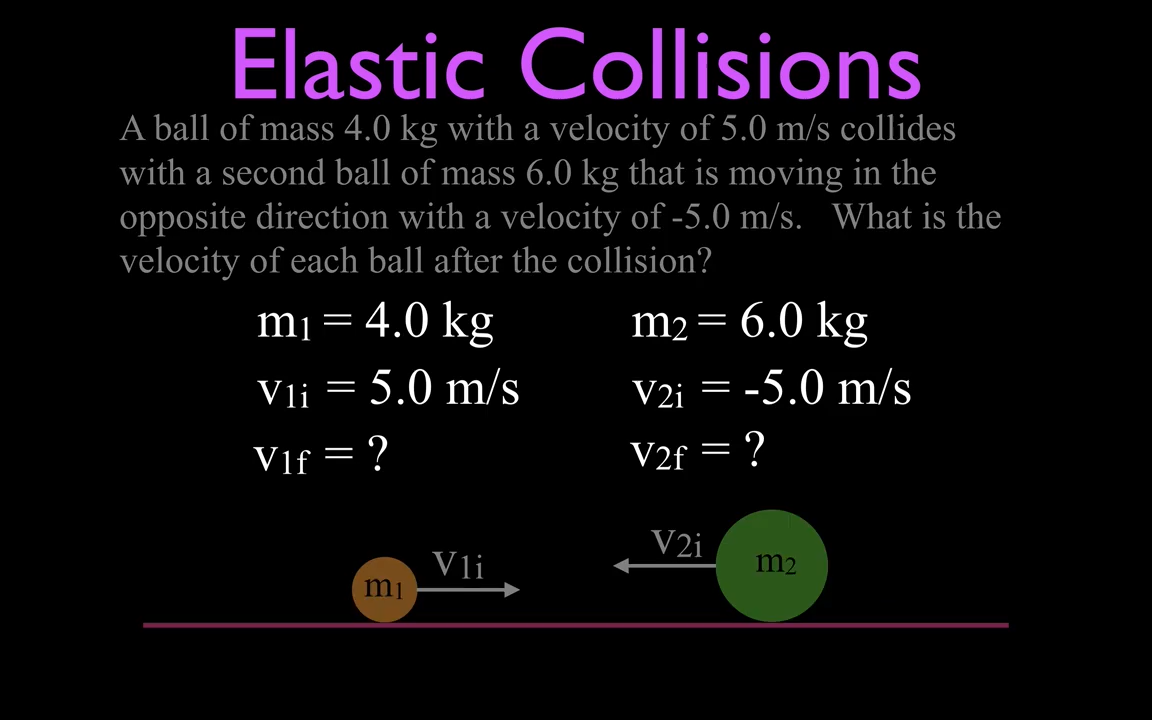 Elastic Collisions
A ball of mass 4.0 kg with a velocity of 5.0 m/s collides
with a second ball of mass 6.0 kg that is moving in the
opposite direction with a velocity of -5.0 m/s. What is the
velocity of each ball after the collision?
m1 = 4.0 kg
v1i = 5.0 m/s
v1f = ?
m2 = 6.0 kg
v2i = -5.0 m/s
v2f = ?
m1
v1i
v2i
m2